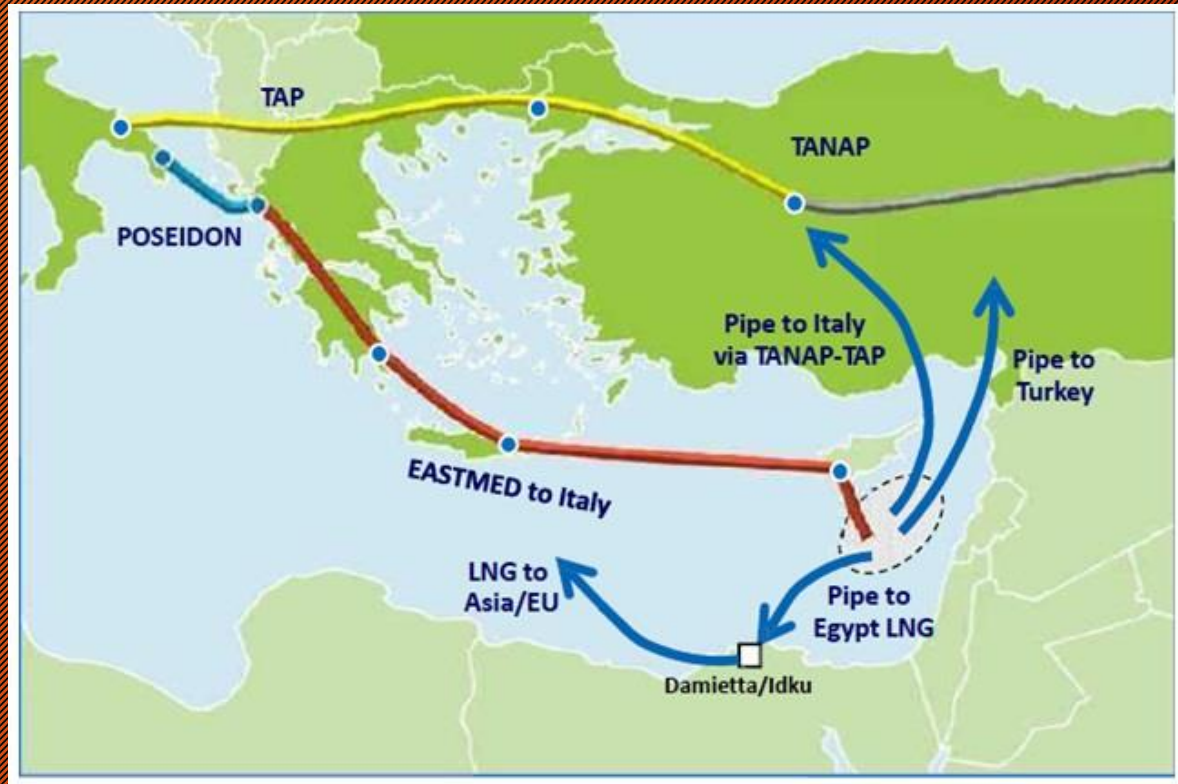 TAP
TANAP
POSEIDON
Pipe to Italy
via TANAP-TAP
Pipe to
Turkey
EASTMED to Italy
LNG to
Asia/EU
Pipe to
Egypt LNG
Damietta/Idku